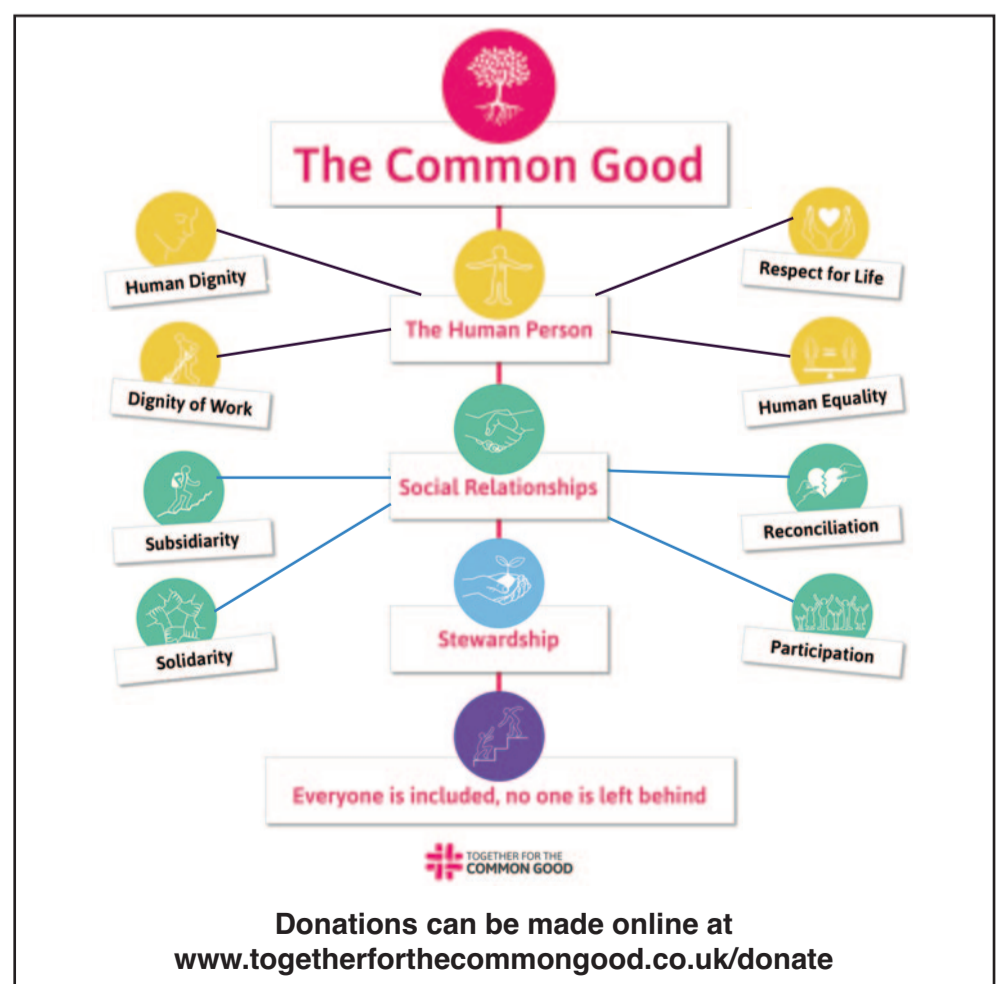 The Common Good
Human Dignity
Respect for Life
The Human Person
Dignity of Work
Human Equality
Social Relationships
Subsidiarity
Reconciliation
Stewardship
Solidarity
Participation
Everyone is included, no one is left behind
TOGETHER FOR THE
COMMON GOOD
Donations can be made online at
www.togetherforthecommongood.co.uk/donate